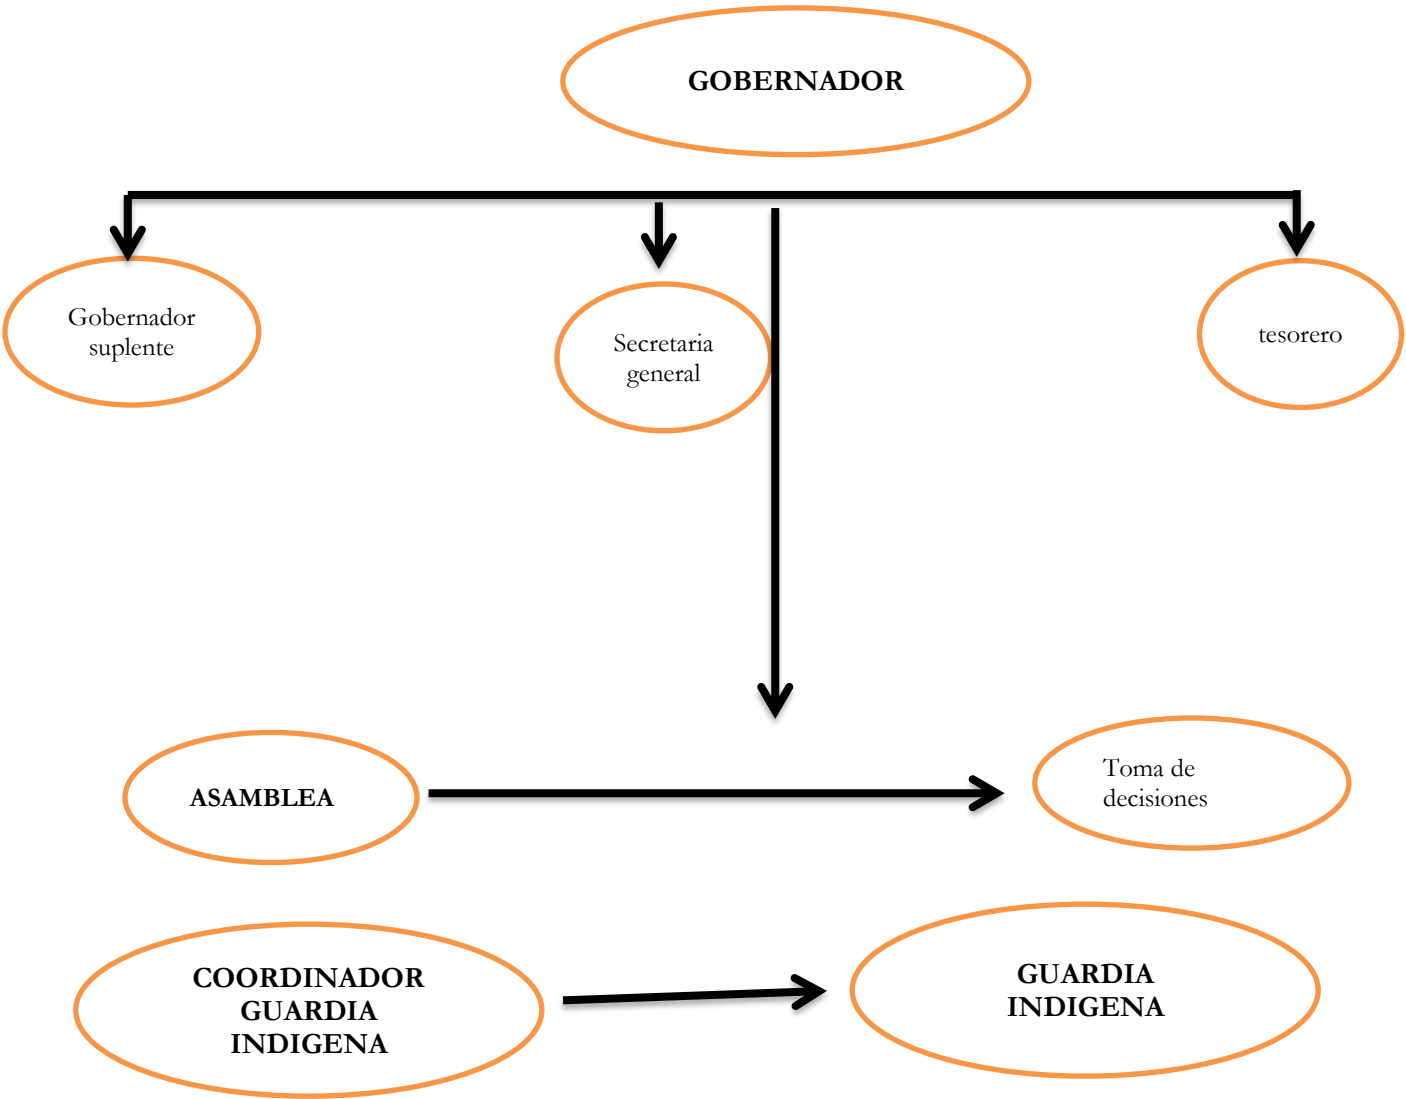 GOBERNADOR
Gobernador
suplente
Secretaria
general
tesorero
ASAMBLEA
Toma de
decisiones
COORDINADOR
GUARDIA
INDIGENA
GUARDIA
INDIGENA